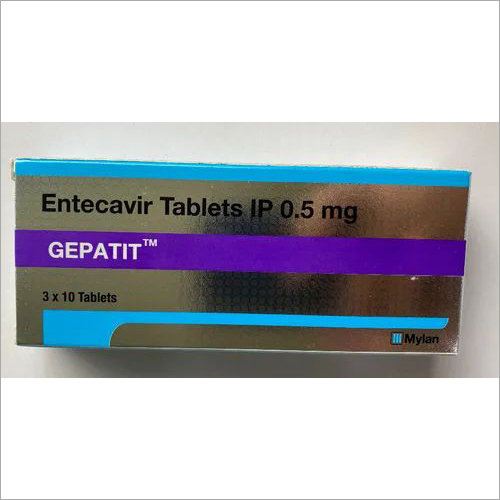 Entecavir Tablets IP 0.5 mg
GEPATIT™
3 x 10 Tablets
Mylan